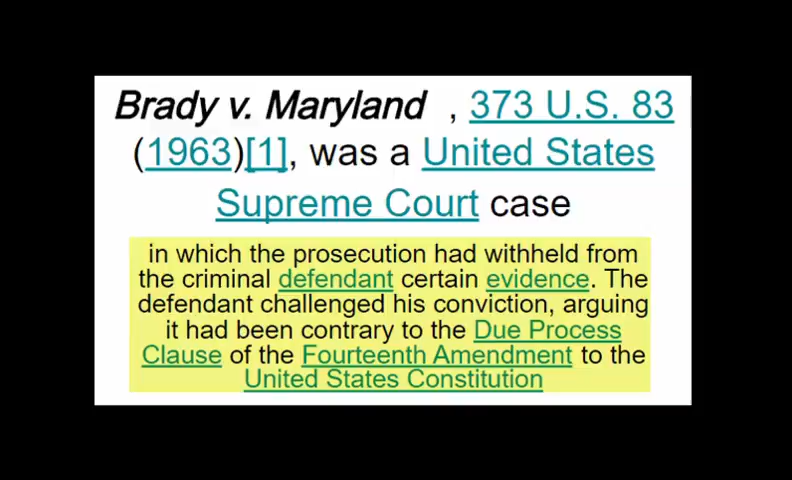 Brady v. Maryland , 373 U.S. 83
(1963)[1], was a United States
Supreme Court case
in which the prosecution had withheld from
the criminal defendant certain evidence. The
defendant challenged his conviction, arguing
it had been contrary to the Due Process
Clause of the Fourteenth Amendment to the
United States Constitution